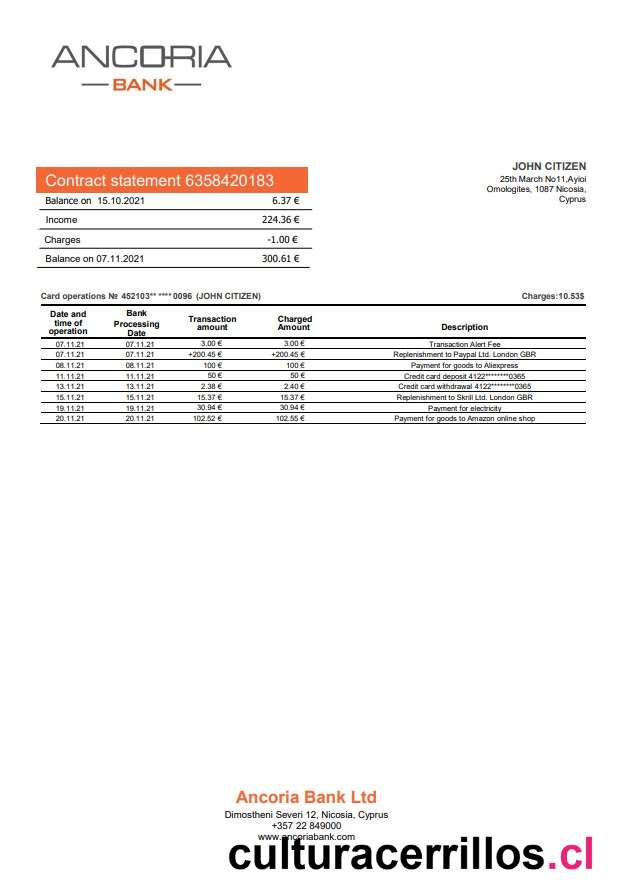 ANCORIA
BANK
JOHN CITIZEN
25th March No11,Ayioi
Omologites, 1087 Nicosia,
Cyprus
Contract statement 6358420183
Balance on 15.10.2021 6.37 €
Income 224.36 €
Charges -1.00 €
Balance on 07.11.2021 300.61 €
Card operations № 452103** **** 0096 (JOHN CITIZEN) Charges:10.53$
Date and time of operation Bank Processing Date Transaction amount Charged Amount Description
07.11.21 07.11.21 3.00 € 3.00 € Transaction Alert Fee
07.11.21 07.11.21 +200.45 € +200.45 € Replenishment to Paypal Ltd. London GBR
08.11.21 08.11.21 100 € 100 € Payment for goods to Aliexpress
11.11.21 11.11.21 50 € 50 € Credit card deposit 4122********0365
13.11.21 13.11.21 2.38 € 2.40 € Credit card withdrawal 4122********0365
15.11.21 15.11.21 15.37 € 15.37 € Replenishment to Skrill Ltd. London GBR
19.11.21 19.11.21 30.94 € 30.94 € Payment for electricity
20.11.21 20.11.21 102.52 € 102.55 € Payment for goods to Amazon online shop
Ancoria Bank Ltd
Dimostheni Severi 12, Nicosia, Cyprus
+357 22 849000
www.ancoriabank.com
culturacerrillos.cl